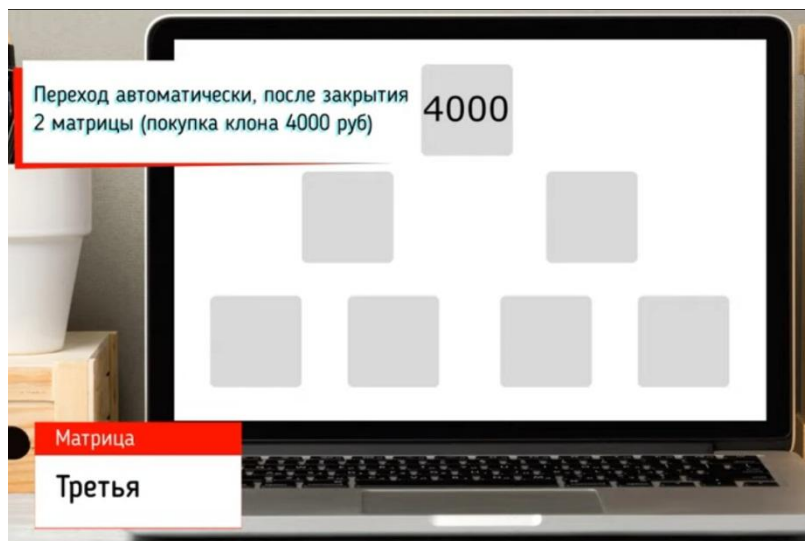 Переход автоматически, после закрытия
2 матрицы (покупка клона 4000 руб)
4000
Матрица
Третья